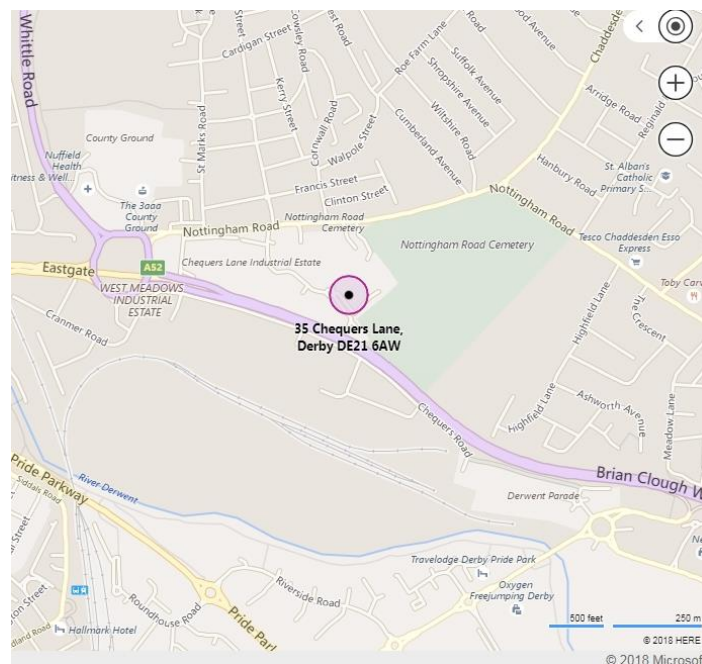 Whittle Road
Cardigan Street
Cowsley Road
Roe Farm Lane
Suffolk Avenue
Shropshire Avenue
Wiltshire Road
Cumberland Avenue
Chaddesden
Arridge Road
Reginald
Kerry Street
Cornwall Road
Walpole Street
St Marks Road
County Ground
Nuffield
Health
itness & Well...
The 3aaa
County
Ground
Francis Street
Clinton Street
Hanbury Road
St. Alban's
Catholic
Primary S...
Nottingham Road
Nottingham Road
Cemetery
Nottingham Road Cemetery
Nottingham Road
Tesco Chaddesden Esso
Express
Toby Carv
Eastgate
A52
Chequers Lane Industrial Estate
WEST MEADOWS
INDUSTRIAL
ESTATE
Cranmer Road
35 Chequers Lane,
Derby DE21 6AW
Highfield Lane
The Crescent
Ashworth Avenue
Highfield Lane
Meadow Lane
Chequers Road
Brian Clough W
Pride Parkway
Siddals Road
River Derwent
Derwent Parade
Travelodge Derby Pride Park
Oxygen
Freejumping Derby
Riverside Road
Roundhouse Road
Pride Par
Hallmark Hotel
500 feet
250 m
© 2018 HERE
© 2018 Microsof